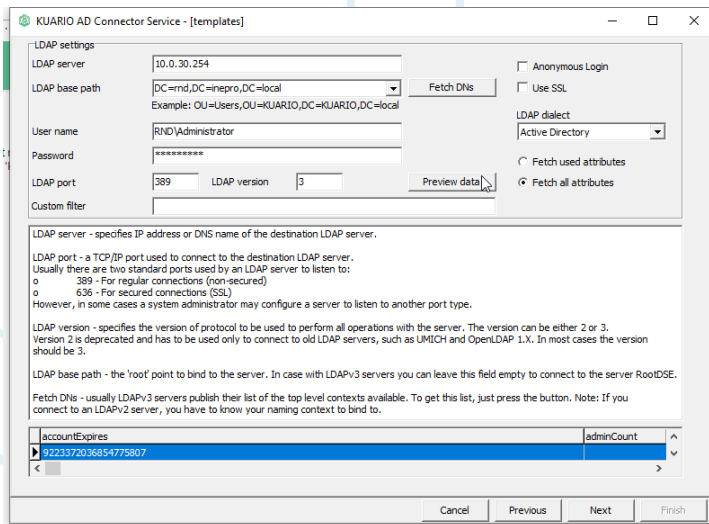 KUARIO AD Connector Service - [templates]
LDAP settings
LDAP server
10.0.30.254
Anonymous Login
LDAP base path
DC=rnd,DC=inepro,DC=local
Fetch DNs
Use SSL
Example: OU=Users,OU=KUARIO,DC=KUARIO,DC=local
LDAP dialect
User name
RND\Administrator
Active Directory
Password
*********
Fetch used attributes
LDAP port
389
LDAP version
3
Preview data
Fetch all attributes
Custom filter
LDAP server - specifies IP address or DNS name of the destination LDAP server.
LDAP port - a TCP/IP port used to connect to the destination LDAP server.
Usually there are two standard ports used by an LDAP server to listen to:
o 389 - For regular connections (non-secured)
o 636 - For secured connections (SSL)
However, in some cases a system administrator may configure a server to listen to another port type.
LDAP version - specifies the version of protocol to be used to perform all operations with the server. The version can be either 2 or 3.
Version 2 is deprecated and has to be used only to connect to old LDAP servers, such as UMICH and OpenLDAP 1.X. In most cases the version
should be 3.
LDAP base path - the 'root' point to bind to the server. In case with LDAPv3 servers you can leave this field empty to connect to the server RootDSE.
Fetch DNs - usually LDAPv3 servers publish their list of the top level contexts available. To get this list, just press the button. Note: If you
connect to an LDAPv2 server, you have to know your naming context to bind to.
accountExpires
adminCount
9223372036854775807
Cancel
Previous
Next
Finish